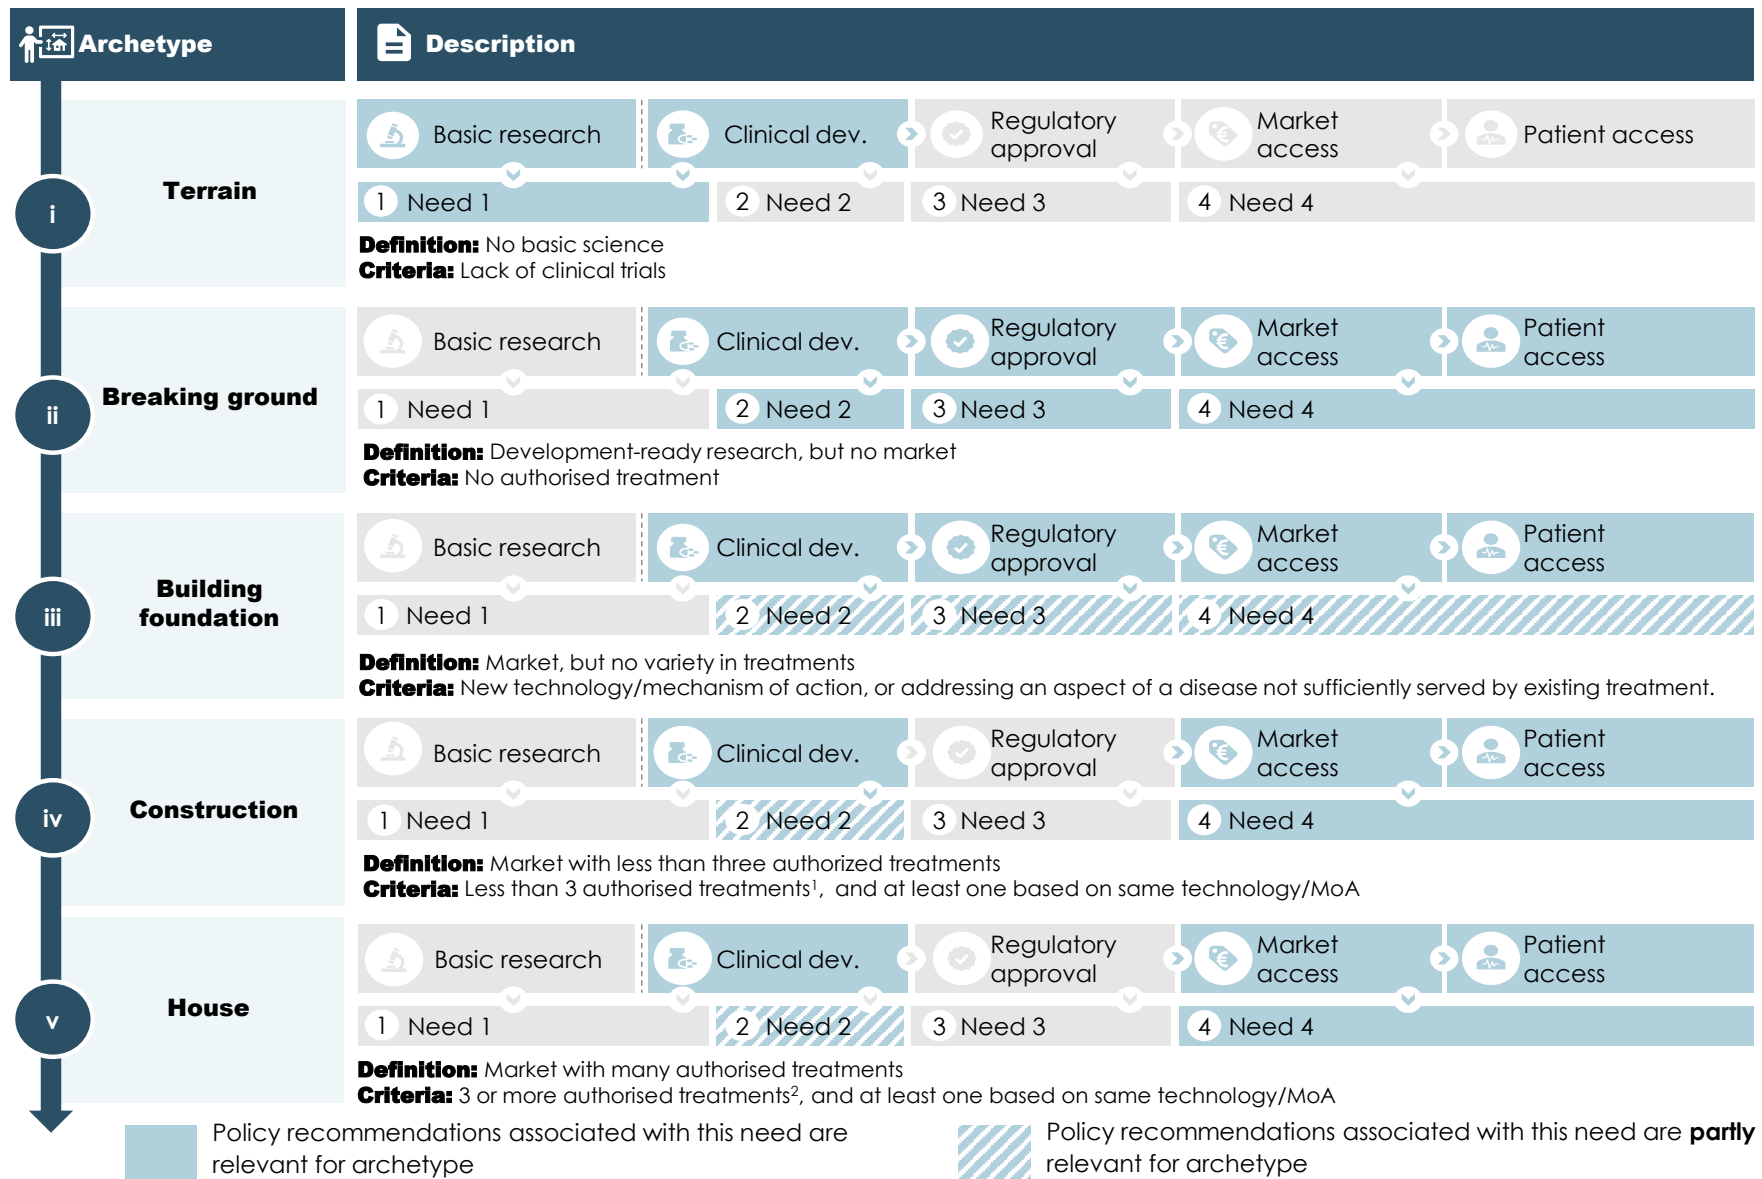 Archetype
Description
Basic research
Clinical dev.
Regulatory
approval
Market
access
Patient access
Terrain
i
1 Need 1
2 Need 2
3 Need 3
4 Need 4
Definition: No basic science
Criteria: Lack of clinical trials
Basic research
Clinical dev.
Regulatory
approval
Market
access
Patient
access
Breaking ground
ii
1 Need 1
2 Need 2
3 Need 3
4 Need 4
Definition: Development-ready research, but no market
Criteria: No authorised treatment
Basic research
Clinical dev.
Regulatory
approval
Market
access
Patient
access
Building
foundation
iii
1 Need 1
2 Need 2
3 Need 3
4 Need 4
Definition: Market, but no variety in treatments
Criteria: New technology/mechanism of action, or addressing an aspect of a disease not sufficiently served by existing treatment.
Basic research
Clinical dev.
Regulatory
approval
Market
access
Patient
access
Construction
iv
1 Need 1
2 Need 2
3 Need 3
4 Need 4
Definition: Market with less than three authorized treatments
Criteria: Less than 3 authorised treatments¹, and at least one based on same technology/MoA
Basic research
Clinical dev.
Regulatory
approval
Market
access
Patient
access
House
v
1 Need 1
2 Need 2
3 Need 3
4 Need 4
Definition: Market with many authorised treatments
Criteria: 3 or more authorised treatments², and at least one based on same technology/MoA
Policy recommendations associated with this need are
relevant for archetype
Policy recommendations associated with this need are partly
relevant for archetype